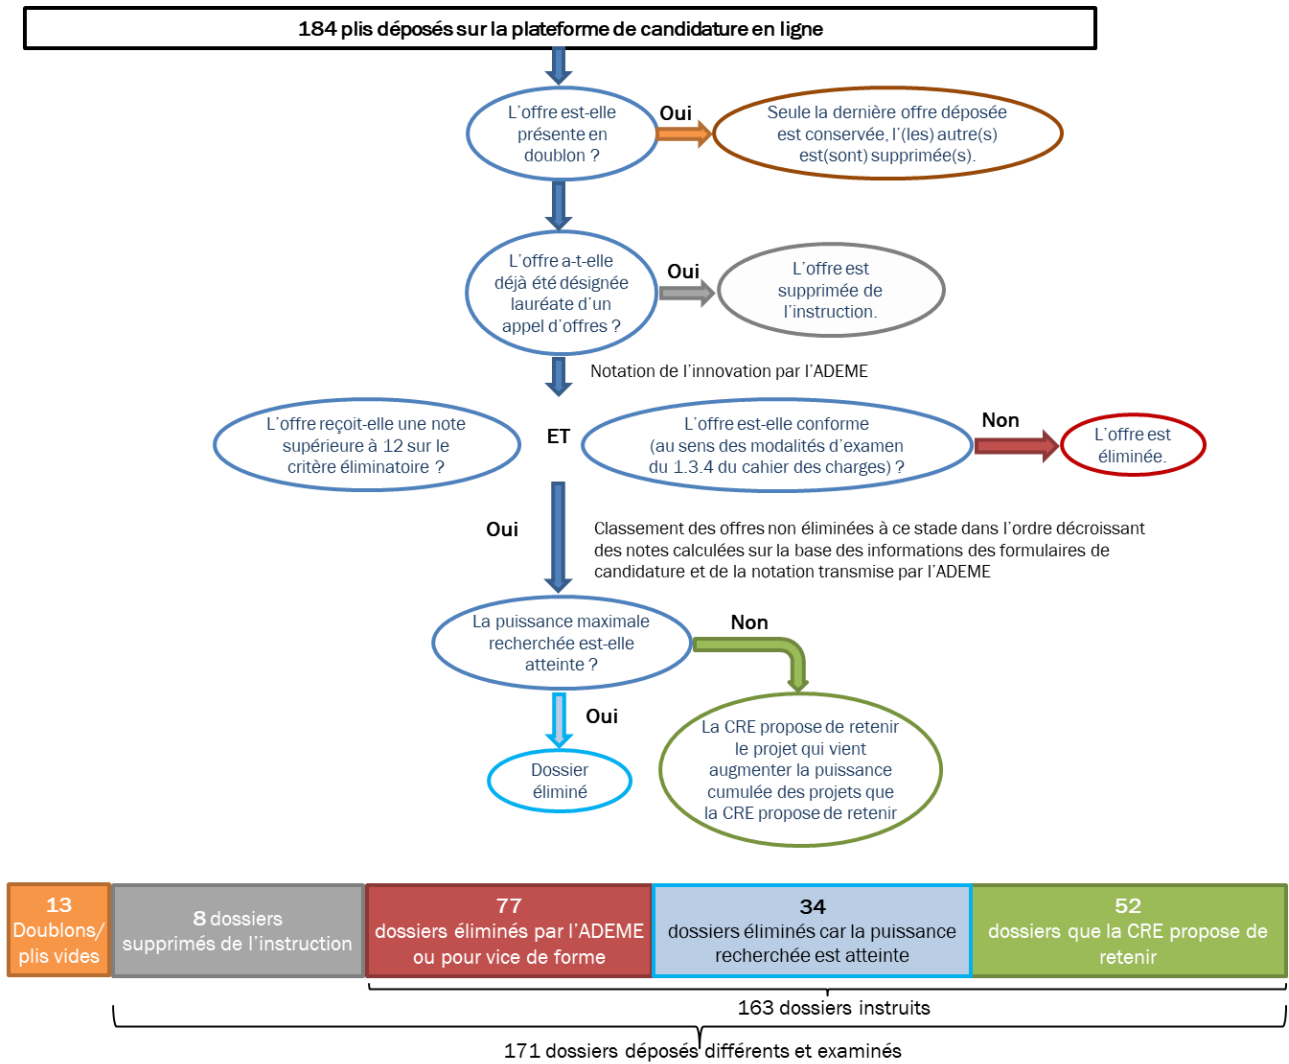 184 plis déposés sur la plateforme de candidature en ligne
L'offre est-elle
présente en
doublon ?
Oui
Seule la dernière offre déposée
est conservée, l'(les) autre(s)
est(sont) supprimée(s).
L'offre a-t-elle
déjà été désignée
lauréate d'un
appel d'offres ?
Oui
L'offre est
supprimée de
l'instruction.
Notation de l'innovation par l'ADEME
L'offre reçoit-elle une note
supérieure à 12 sur le
critère éliminatoire ?
ET
L'offre est-elle conforme
(au sens des modalités d'examen
du 1.3.4 du cahier des charges) ?
Non
L'offre est
éliminée.
Oui
Classement des offres non éliminées à ce stade dans l'ordre décroissant
des notes calculées sur la base des informations des formulaires de
candidature et de la notation transmise par l'ADEME
La puissance maximale
recherchée est-elle
atteinte ?
Non
Oui
Dossier
éliminé
La CRE propose de retenir
le projet qui vient
augmenter la puissance
cumulée des projets que
la CRE propose de retenir
13
Doublons/
plis vides
8 dossiers
supprimés de l'instruction
77
dossiers éliminés par l'ADEME
ou pour vice de forme
34
dossiers éliminés car la puissance
recherchée est atteinte
52
dossiers que la CRE propose de
retenir
163 dossiers instruits
171 dossiers déposés différents et examinés